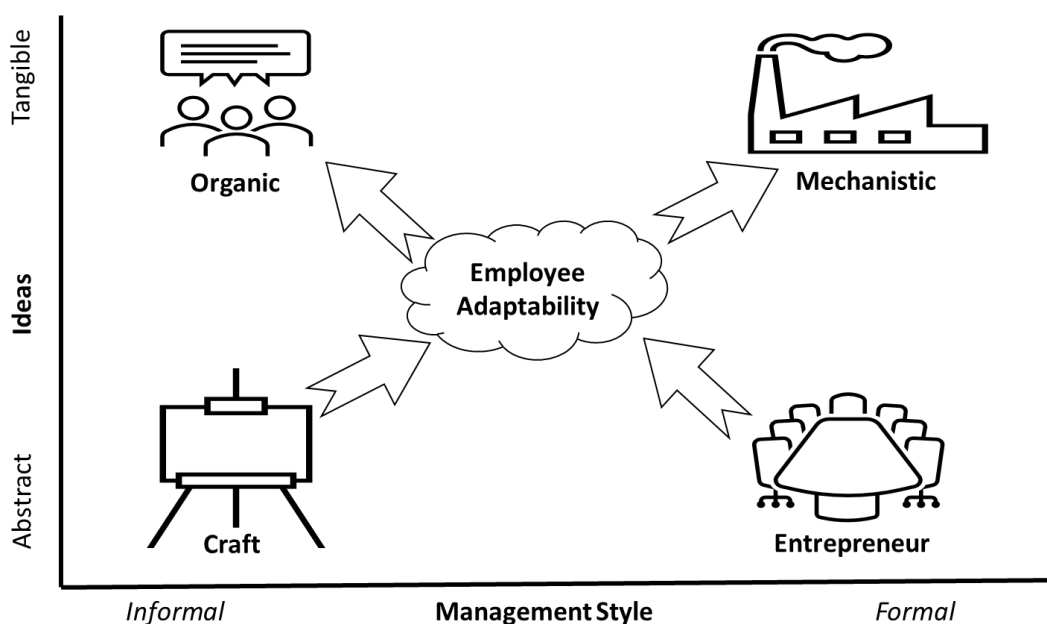 Tangible
Organic
Mechanistic
Ideas
Employee
Adaptability
Abstract
Craft
Entrepreneur
Informal
Management Style
Formal